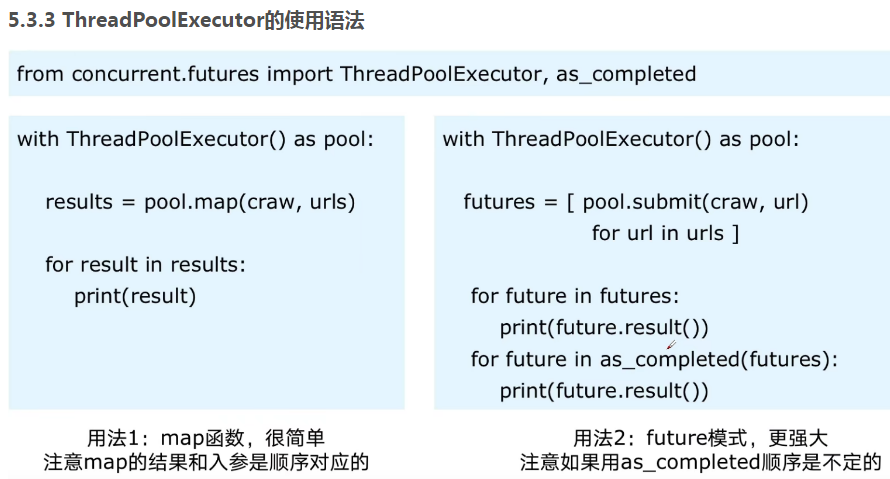 5.3.3 ThreadPoolExecutor的使用语法
from concurrent.futures import ThreadPoolExecutor, as_completed
with ThreadPoolExecutor() as pool:
results = pool.map(craw, urls)
for result in results:
print(result)
用法1：map函数，很简单
注意map的结果和入参是顺序对应的
with ThreadPoolExecutor() as pool:
futures = [ pool.submit(craw, url)
for url in urls ]
for future in futures:
print(future.result())
for future in as_completed(futures):
print(future.result())
用法2：future模式，更强大
注意如果用as_completed顺序是不定的